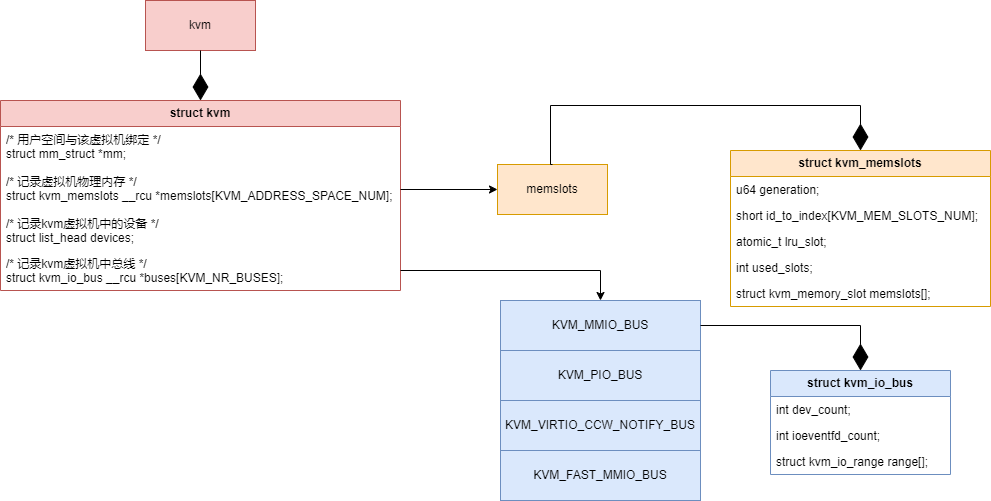 kvm
struct kvm
/* 用户空间与该虚拟机绑定 */
struct mm_struct *mm;
/* 记录虚拟机物理内存 */
struct kvm_memslots __rcu *memslots[KVM_ADDRESS_SPACE_NUM];
/* 记录kvm虚拟机中的设备 */
struct list_head devices;
/* 记录kvm虚拟机中总线 */
struct kvm_io_bus __rcu *buses[KVM_NR_BUSES];
memslots
struct kvm_memslots
u64 generation;
short id_to_index[KVM_MEM_SLOTS_NUM];
atomic_t lru_slot;
int used_slots;
struct kvm_memory_slot memslots[];
KVM_MMIO_BUS
KVM_PIO_BUS
KVM_VIRTIO_CCW_NOTIFY_BUS
KVM_FAST_MMIO_BUS
struct kvm_io_bus
int dev_count;
int ioeventfd_count;
struct kvm_io_range range[];